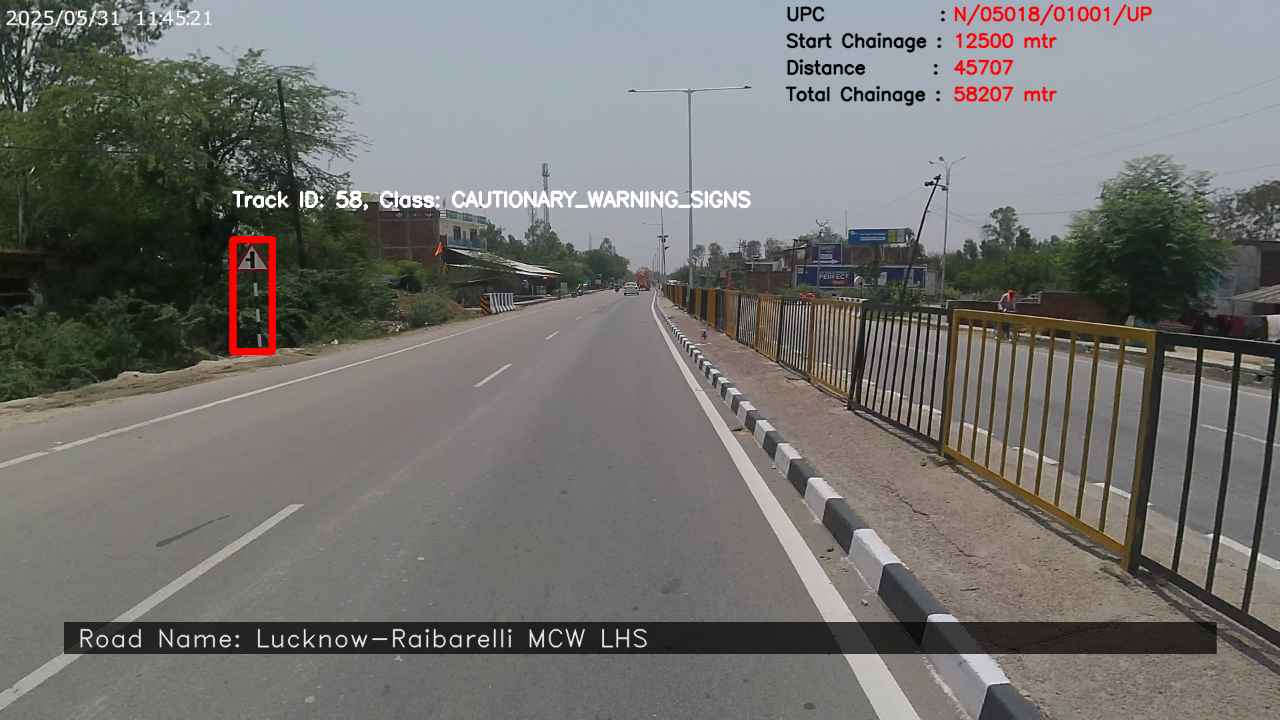 2025/05/31 11:45:21
UPC : N/05018/01001/UP
Start Chainage : 12500 mtr
Distance : 45707
Total Chainage : 58207 mtr
Track ID: 58, Class: CAUTIONARY_WARNING_SIGNS
PERFECT
Road Name: Lucknow-Raibarelli MCW LHS